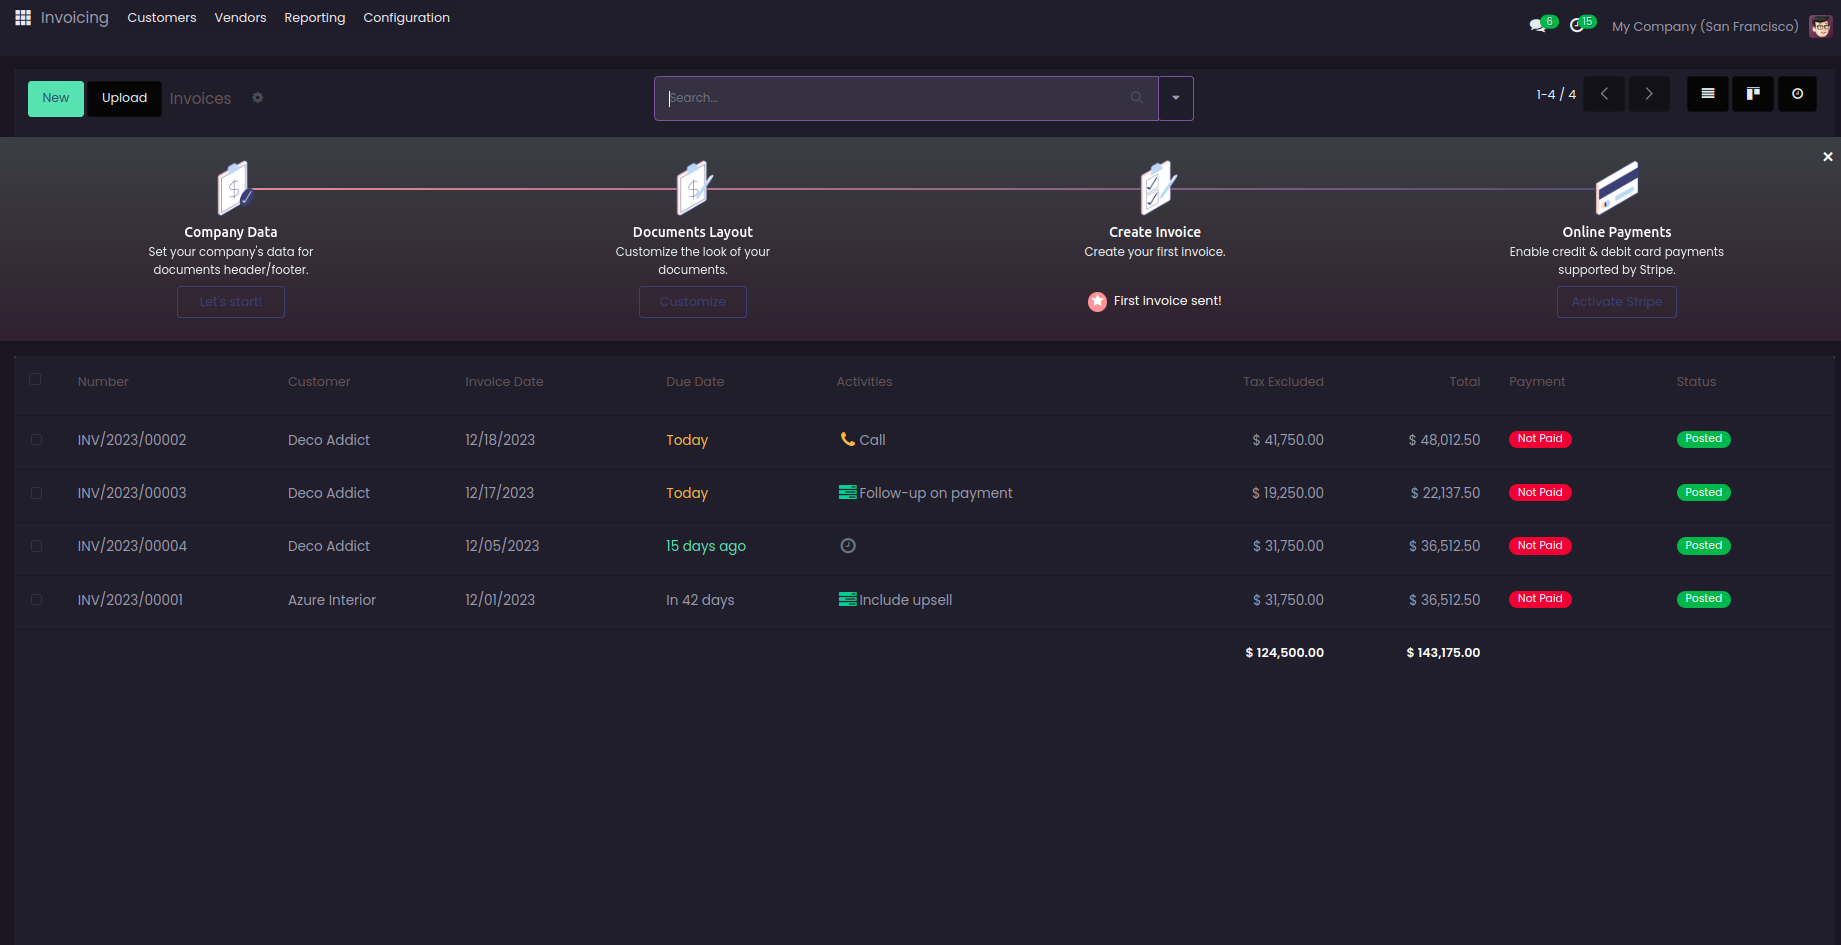 Invoicing Customers Vendors Reporting Configuration
6 15 My Company (San Francisco)
New Upload Invoices Search... 1-4 / 4
Company Data
Set your company's data for
documents header/footer.
Let's start!
Documents Layout
Customize the look of your
documents.
Customize
Create Invoice
Create your first invoice.
First invoice sent!
Online Payments
Enable credit & debit card payments
supported by Stripe.
Activate Stripe
Number Customer Invoice Date Due Date Activities Tax Excluded Total Payment Status
INV/2023/00002 Deco Addict 12/18/2023 Today Call $ 41,750.00 $ 48,012.50 Not Paid Posted
INV/2023/00003 Deco Addict 12/17/2023 Today Follow-up on payment $ 19,250.00 $ 22,137.50 Not Paid Posted
INV/2023/00004 Deco Addict 12/05/2023 15 days ago $ 31,750.00 $ 36,512.50 Not Paid Posted
INV/2023/00001 Azure Interior 12/01/2023 In 42 days Include upsell $ 31,750.00 $ 36,512.50 Not Paid Posted
$ 124,500.00 $ 143,175.00